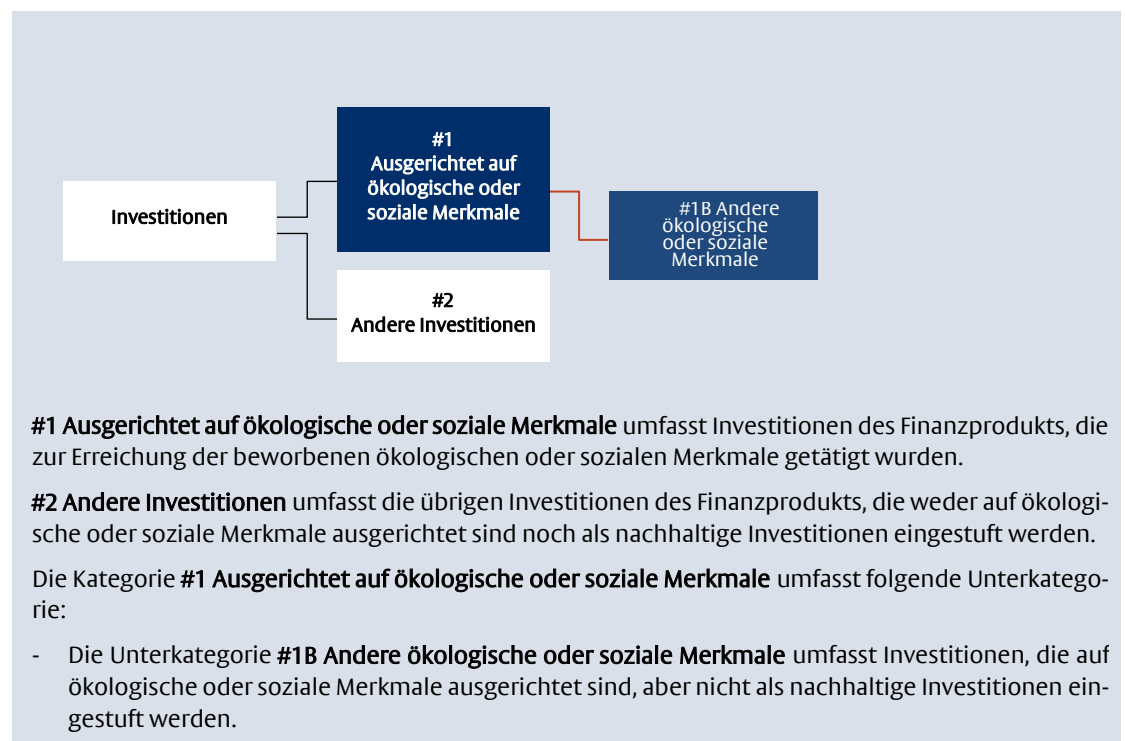 #1
Ausgerichtet auf
ökologische oder
soziale Merkmale
Investitionen
#1B Andere
ökologische
oder soziale
Merkmale
#2
Andere Investitionen
#1 Ausgerichtet auf ökologische oder soziale Merkmale umfasst Investitionen des Finanzprodukts, die
zur Erreichung der beworbenen ökologischen oder sozialen Merkmale getätigt wurden.
#2 Andere Investitionen umfasst die übrigen Investitionen des Finanzprodukts, die weder auf ökologi-
sche oder soziale Merkmale ausgerichtet sind noch als nachhaltige Investitionen eingestuft werden.
Die Kategorie #1 Ausgerichtet auf ökologische oder soziale Merkmale umfasst folgende Unterkatego-
rie:
- Die Unterkategorie #1B Andere ökologische oder soziale Merkmale umfasst Investitionen, die auf
ökologische oder soziale Merkmale ausgerichtet sind, aber nicht als nachhaltige Investitionen ein-
gestuft werden.